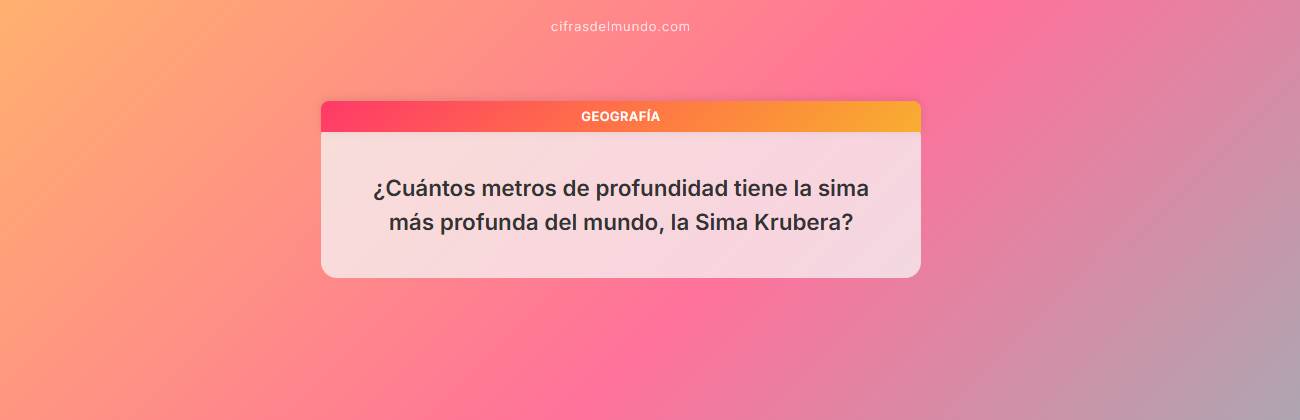 cifrasdelmundo.com
GEOGRAFÍA
¿Cuántos metros de profundidad tiene la sima
más profunda del mundo, la Sima Krubera?